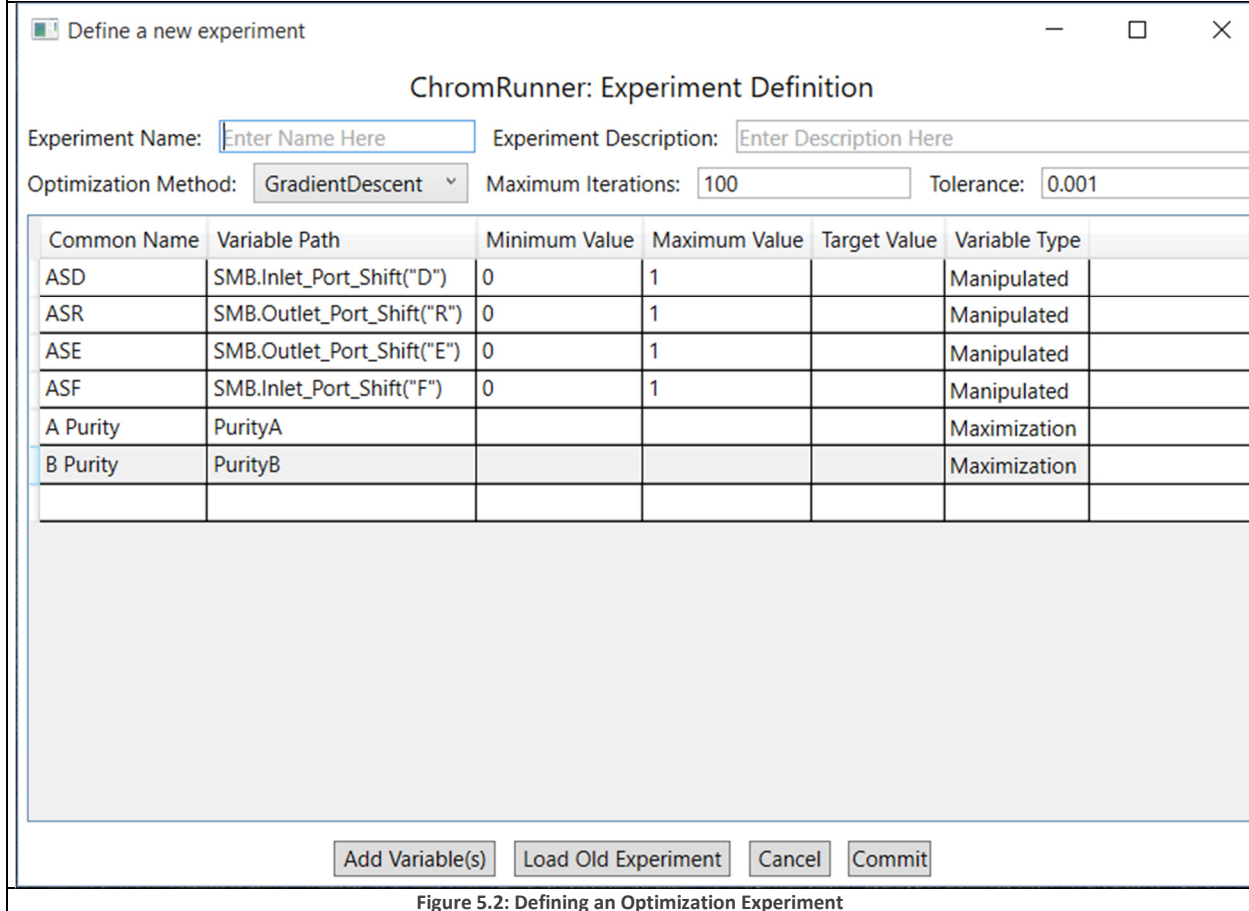 Define a new experiment
ChromRunner: Experiment Definition
Experiment Name: Enter Name Here Experiment Description: Enter Description Here
Optimization Method: GradientDescent Maximum Iterations: 100 Tolerance: 0.001
Common Name Variable Path Minimum Value Maximum Value Target Value Variable Type
ASD SMB.Inlet_Port_Shift("D") 0 1 Manipulated
ASR SMB.Outlet_Port_Shift("R") 0 1 Manipulated
ASE SMB.Outlet_Port_Shift("E") 0 1 Manipulated
ASF SMB.Inlet_Port_Shift("F") 0 1 Manipulated
A Purity PurityA Maximization
B Purity PurityB Maximization
Add Variable(s) Load Old Experiment Cancel Commit
Figure 5.2: Defining an Optimization Experiment